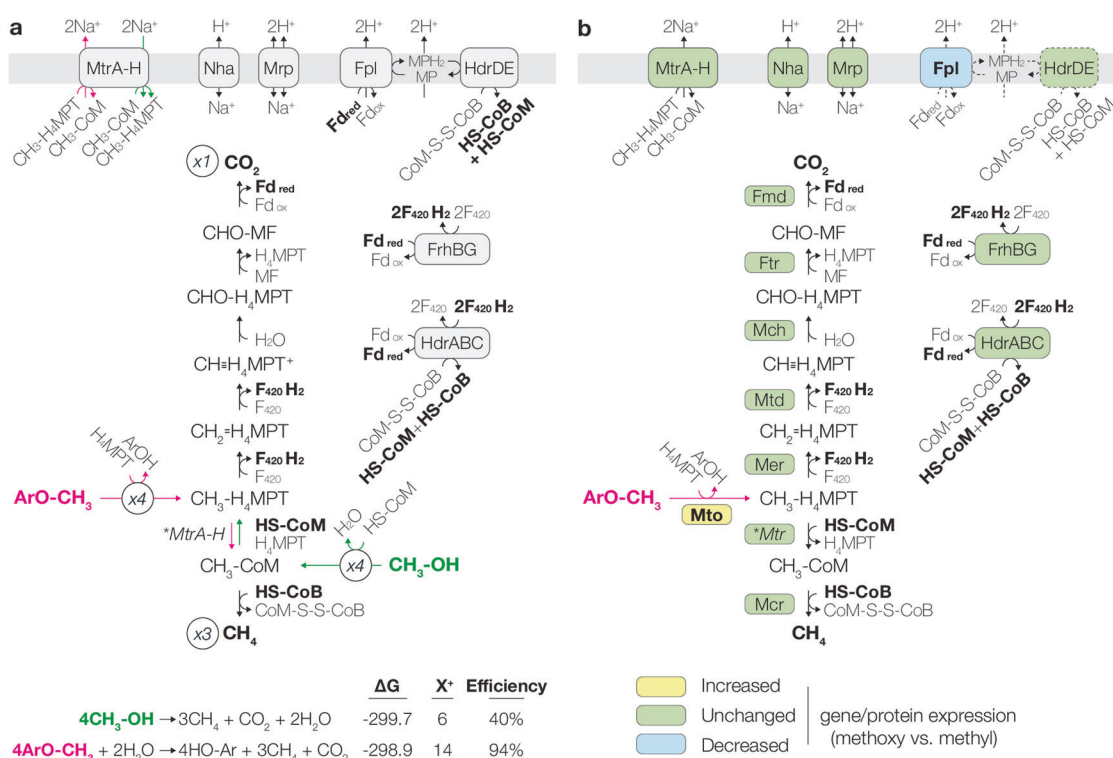 a
2Na⁺ 2Na⁺ H⁺ 2H⁺ 2H⁺ 2H⁺
MtrA-H Nha Mrp Fpl MPH₂ MP HdrDE
CH₃-H₄MPT CH₃-CoM CH₃-CoM CH₃-H₄MPT Na⁺ Na⁺ Fdred Fdox CoM-S-S-CoB HS-CoB + HS-CoM
x1 CO₂
Fd red
Fd ox
CHO-MF
H₄MPT
MF
CHO-H₄MPT
H₂O
CH≡H₄MPT⁺
F₄₂₀ H₂
F₄₂₀
CH₂=H₄MPT
F₄₂₀ H₂
F₄₂₀
H₄MPT ArOH
ArO-CH₃ x4 CH₃-H₄MPT
*MtrA-H HS-CoM
H₄MPT
H₂O HS-CoM
CH₃-CoM x4 CH₃-OH
HS-CoB
CoM-S-S-CoB
x3 CH₄
2F₄₂₀ H₂ 2F₄₂₀
Fd red
Fd ox
FrhBG
2F₄₂₀ 2F₄₂₀ H₂
Fd ox
Fd red
HdrABC
CoM-S-S-CoB
HS-CoM+HS-CoB
ΔG X⁺ Efficiency
4CH₃-OH → 3CH₄ + CO₂ + 2H₂O -299.7 6 40%
4ArO-CH₃ + 2H₂O → 4HO-Ar + 3CH₄ + CO₂ -298.9 14 94%
b
2Na⁺ H⁺ 2H⁺ 2H⁺ 2H⁺
MtrA-H Nha Mrp Fpl MPH₂ MP HdrDE
CH₃-H₄MPT CH₃-CoM Na⁺ Na⁺ Fdred Fdox CoM-S-S-CoB HS-CoB + HS-CoM
CO₂
Fmd Fd red
Fd ox
CHO-MF
Ftr H₄MPT
MF
CHO-H₄MPT
Mch H₂O
CH≡H₄MPT
Mtd F₄₂₀ H₂
F₄₂₀
CH₂=H₄MPT
Mer F₄₂₀ H₂
F₄₂₀
H₄MPT ArOH
ArO-CH₃ CH₃-H₄MPT
Mto
*Mtr HS-CoM
H₄MPT
CH₃-CoM
Mcr HS-CoB
CoM-S-S-CoB
CH₄
2F₄₂₀ H₂ 2F₄₂₀
Fd red
Fd ox
FrhBG
2F₄₂₀ 2F₄₂₀ H₂
Fd ox
Fd red
HdrABC
CoM-S-S-CoB
HS-CoM+HS-CoB
Increased
Unchanged
Decreased
gene/protein expression
(methoxy vs. methyl)